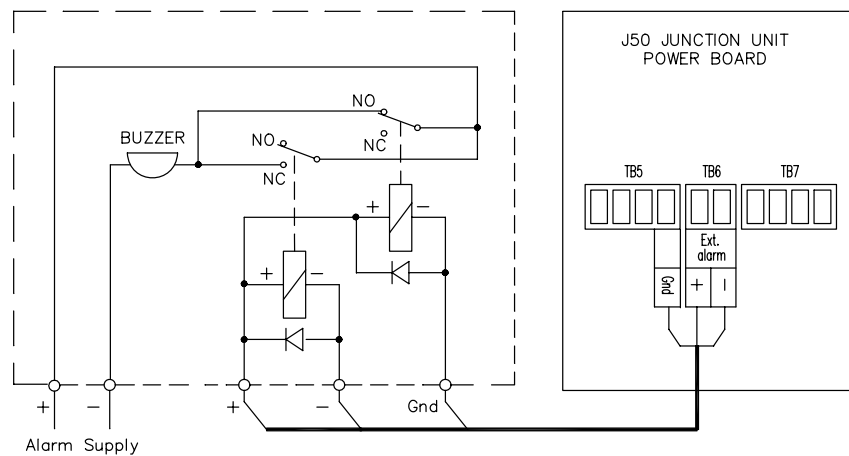 J50 JUNCTION UNIT
POWER BOARD
NO
BUZZER
NO
NC
NC
TB5
TB6
TB7
+
-
+
-
Ext.
alarm
Gnd
+
-
+
-
+
-
Gnd
Alarm Supply